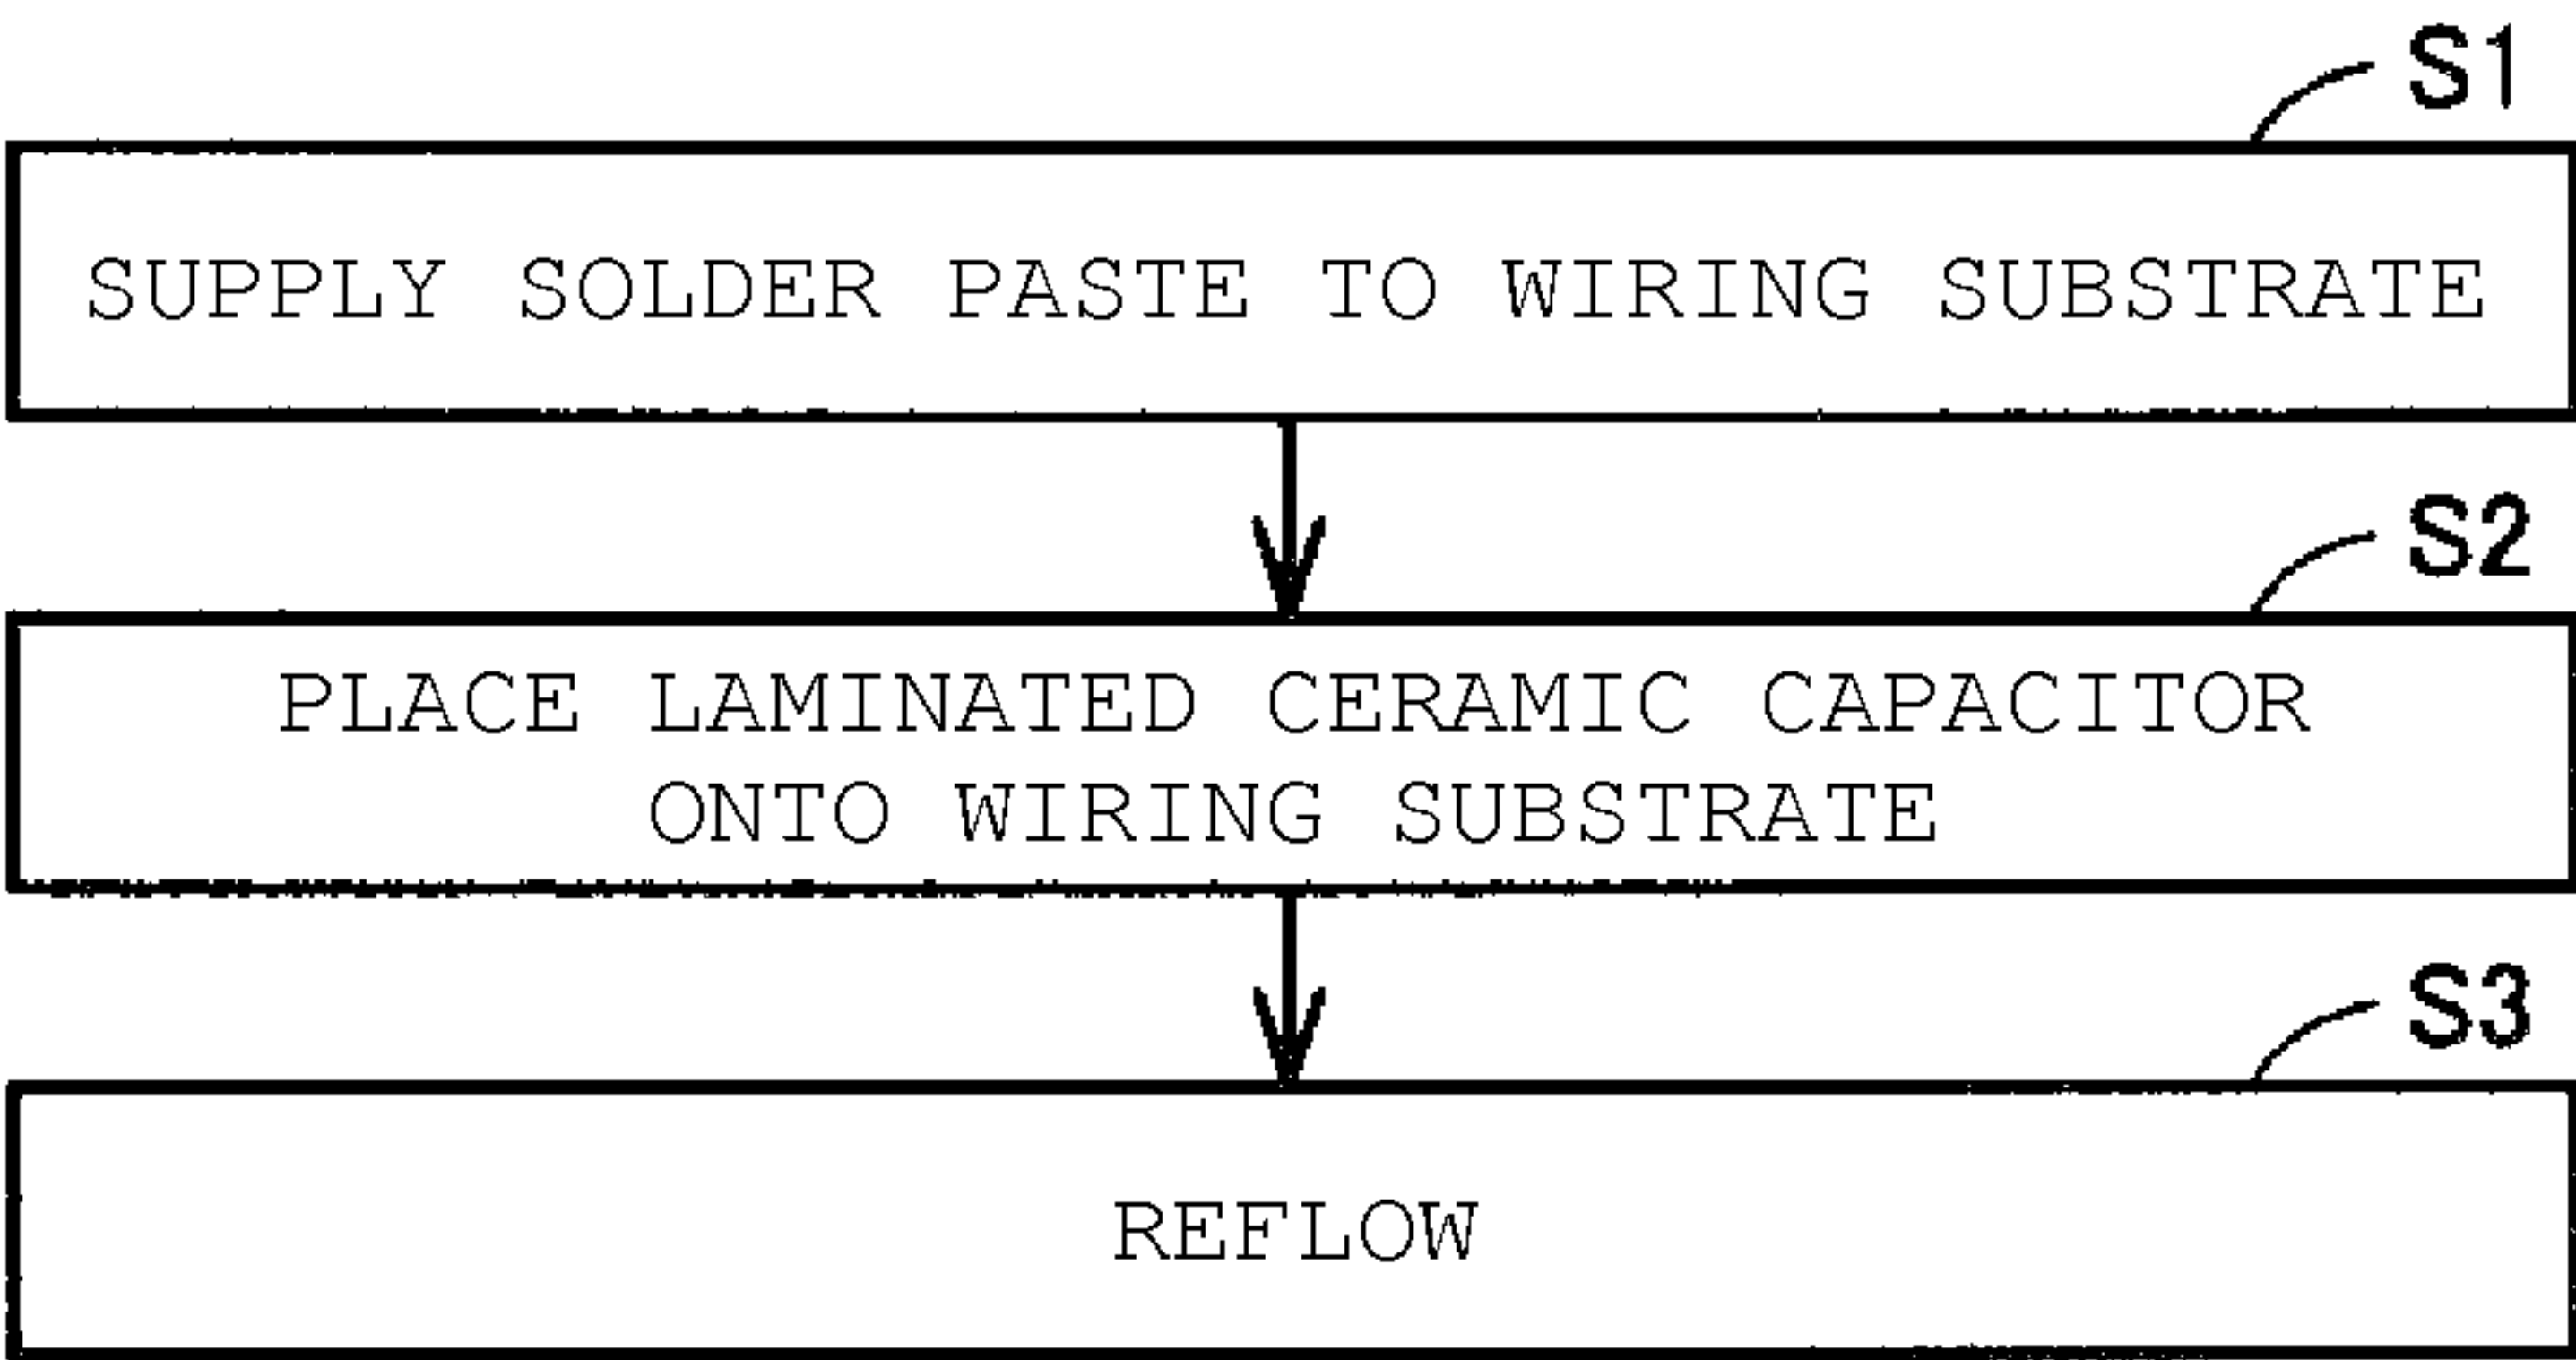 S1
SUPPLY SOLDER PASTE TO WIRING SUBSTRATE
S2
PLACE LAMINATED CERAMIC CAPACITOR
ONTO WIRING SUBSTRATE
S3
REFLOW